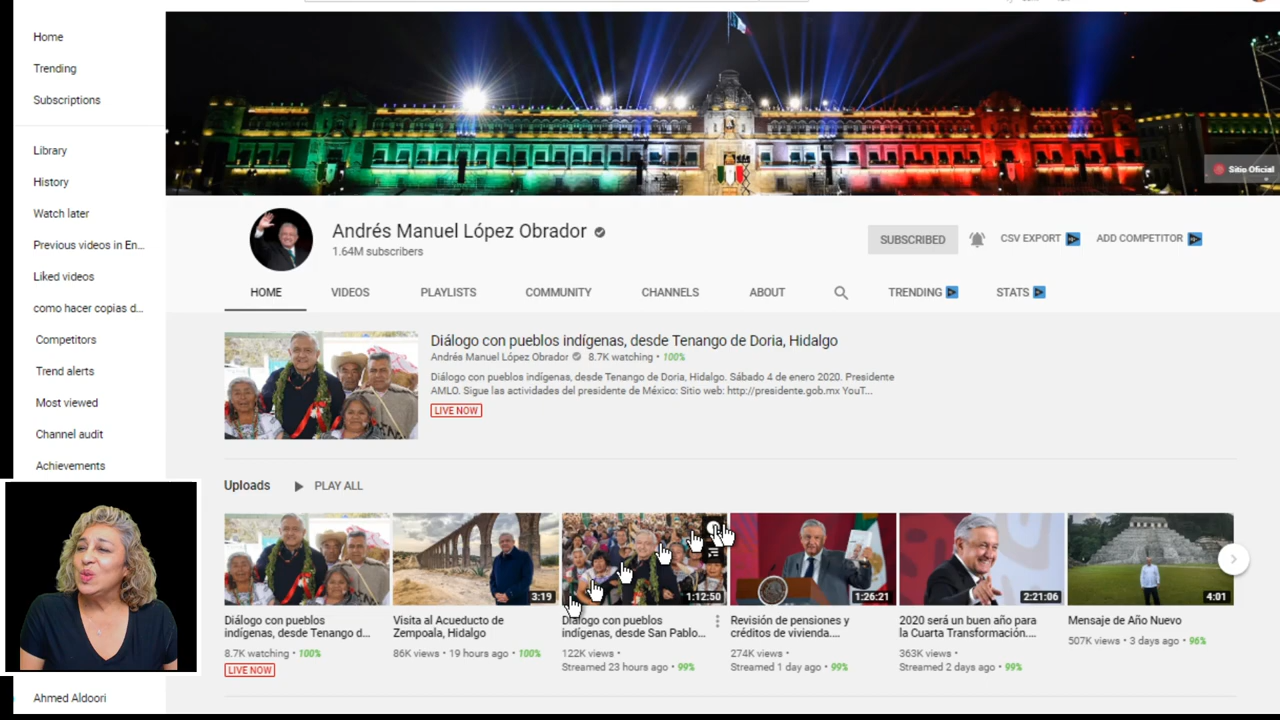 Home
Trending
Subscriptions
Library
History
Watch later
Previous videos in En...
Liked videos
como hacer copias d...
Competitors
Trend alerts
Most viewed
Channel audit
Achievements
Ahmed Aldoori
Sitio Oficial
Andrés Manuel López Obrador
1.64M subscribers
SUBSCRIBED
CSV EXPORT
ADD COMPETITOR
HOME VIDEOS PLAYLISTS COMMUNITY CHANNELS ABOUT TRENDING STATS
Diálogo con pueblos indígenas, desde Tenango de Doria, Hidalgo
Andrés Manuel López Obrador 8.7K watching • 100%
Diálogo con pueblos indígenas, desde Tenango de Doria, Hidalgo. Sábado 4 de enero 2020. Presidente
AMLO. Sigue las actividades del presidente de México: Sitio web: http://presidente.gob.mx YouT...
LIVE NOW
Uploads PLAY ALL
Diálogo con pueblos
indígenas, desde Tenango d...
8.7K watching • 100%
LIVE NOW
3:19
Visita al Acueducto de
Zempoala, Hidalgo
86K views • 19 hours ago • 100%
1:12:50
Diálogo con pueblos
indígenas, desde San Pablo...
122K views •
Streamed 23 hours ago • 99%
1:26:21
Revisión de pensiones y
créditos de vivienda....
274K views •
Streamed 1 day ago • 99%
2:21:06
2020 será un buen año para
la Cuarta Transformación....
363K views •
Streamed 2 days ago • 99%
4:01
Mensaje de Año Nuevo
507K views • 3 days ago • 96%